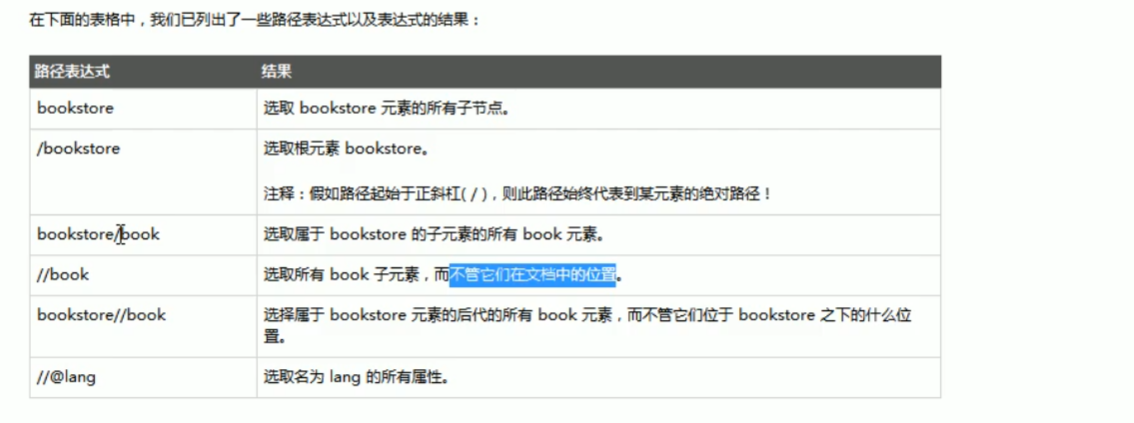 在下面的表格中，我们已列出了一些路径表达式以及表达式的结果：
路径表达式 结果
bookstore 选取 bookstore 元素的所有子节点。
/bookstore 选取根元素 bookstore。
注释：假如路径起始于正斜杠( / )，则此路径始终代表到某元素的绝对路径！
bookstore/book 选取属于 bookstore 的子元素的所有 book 元素。
//book 选取所有 book 子元素，而不管它们在文档中的位置。
bookstore//book 选择属于 bookstore 元素的后代的所有 book 元素，而不管它们位于 bookstore 之下的什么位
置。
//@lang 选取名为 lang 的所有属性。